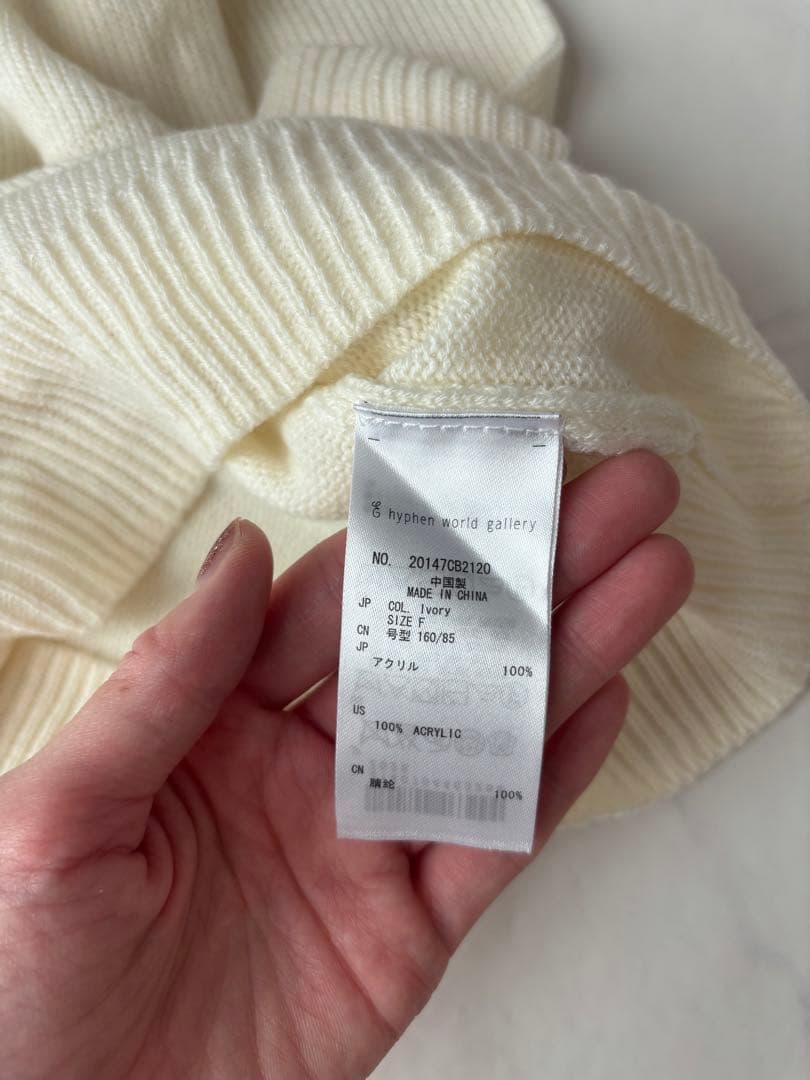 hyphen world gallery
NO. 20147CB2120
中国製
MADE IN CHINA
JP COL. Ivory
SIZE F
CN 号型 160/85
JP
アクリル 100%
US
100% ACRYLIC
CN
腈纶 100%